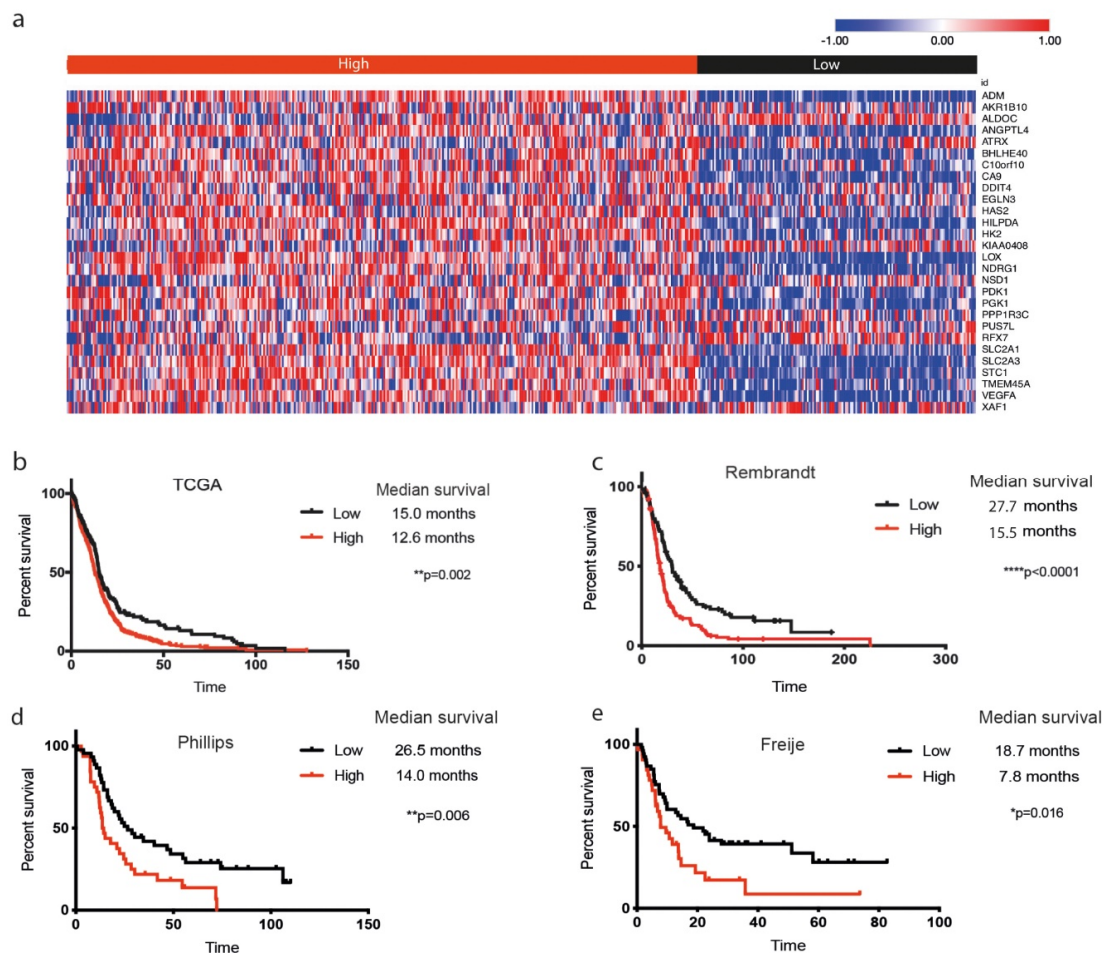 a
-1.00 0.00 1.00
High Low
id
ADM
AKR1B10
ALDOC
ANGPTL4
ATRX
BHLHE40
C10orf10
CA9
DDIT4
EGLN3
HAS2
HILPDA
HK2
KIAA0408
LOX
NDRG1
NSD1
PDK1
PGK1
PPP1R3C
PUS7L
RFX7
SLC2A1
SLC2A3
STC1
TMEM45A
VEGFA
XAF1
b
TCGA
Median survival
Low 15.0 months
High 12.6 months
**p=0.002
Percent survival
100
50
0
0 50 100 150
Time
c
Rembrandt
Median survival
Low 27.7 months
High 15.5 months
****p<0.0001
Percent survival
100
50
0
0 100 200 300
Time
d
Phillips
Median survival
Low 26.5 months
High 14.0 months
**p=0.006
Percent survival
100
50
0
0 50 100 150
Time
e
Freije
Median survival
Low 18.7 months
High 7.8 months
*p=0.016
Percent survival
100
50
0
0 20 40 60 80 100
Time